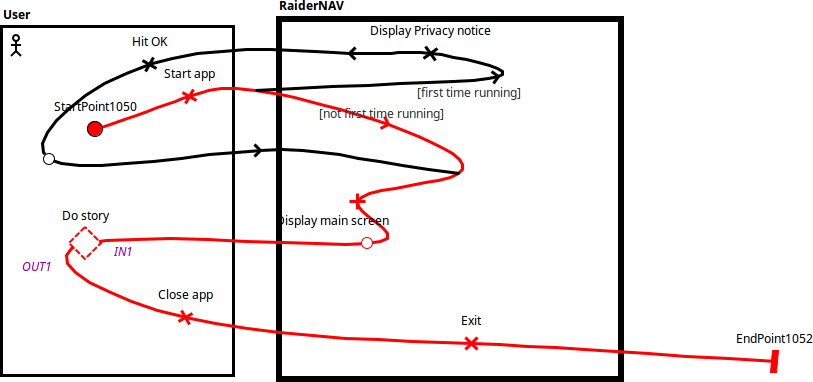 User
RaiderNAV
Hit OK
Display Privacy notice
Start app
[first time running]
StartPoint1050
[not first time running]
Display main screen
Do story
IN1
OUT1
Close app
Exit
EndPoint1052